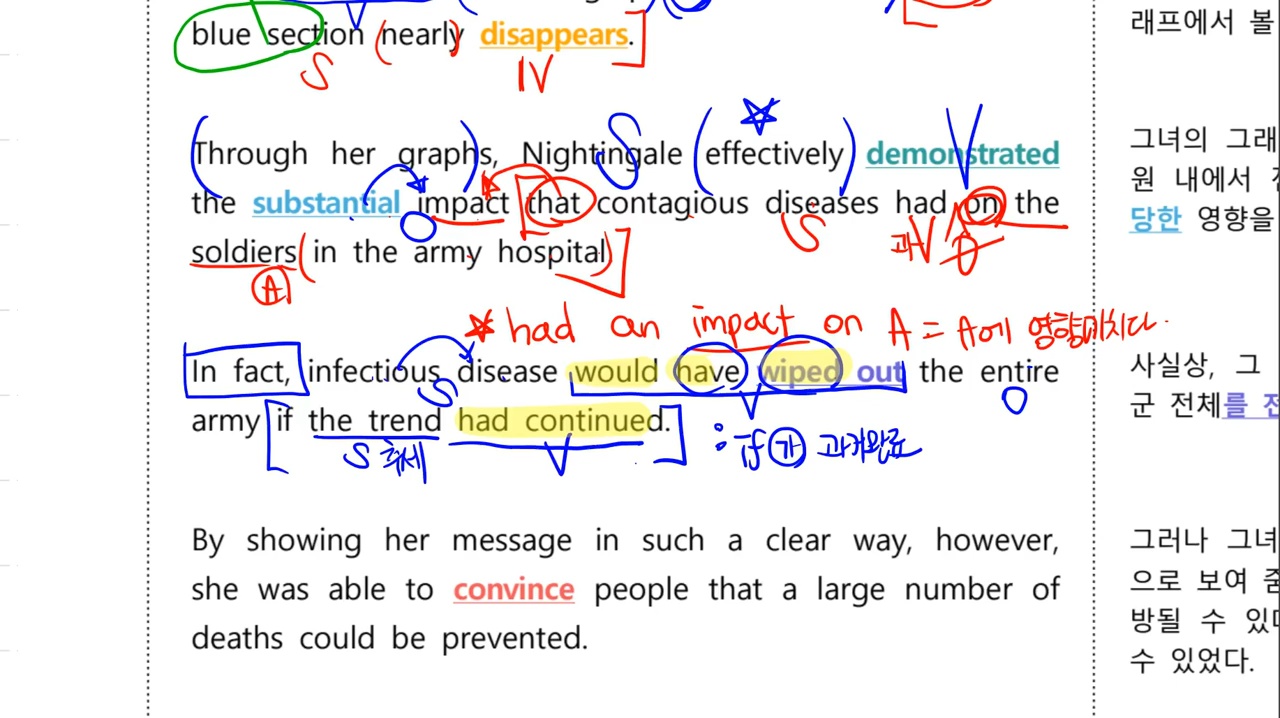 blue section (nearly) disappears.]
S
IV
래프에서 볼
S
V
(Through her graphs), Nightingale (effectively) demonstrated
the substantial impact [that contagious diseases had on the
O
S
과V
soldiers (in the army hospital)]
A
그녀의 그래
원 내에서 전
당한 영향을
* had an impact on A = A에 영향미치다.
In fact, infectious disease would have wiped out the entire
S
V
O
army [if the trend had continued.]
S 추세
V
: if 가 과거완료
사실상, 그
군 전체를 전
By showing her message in such a clear way, however,
she was able to convince people that a large number of
deaths could be prevented.
그러나 그녀
으로 보여 줌
방될 수 있다
수 있었다.